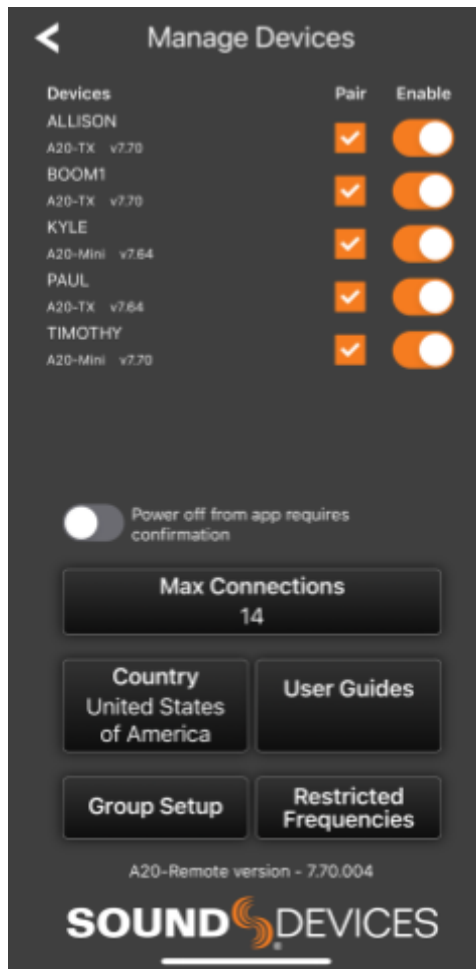 Manage Devices
Devices Pair Enable
ALLISON
A20-TX v7.70
BOOM1
A20-TX v7.70
KYLE
A20-Mini v7.64
PAUL
A20-TX v7.64
TIMOTHY
A20-Mini v7.70
Power off from app requires
confirmation
Max Connections
14
Country
United States
of America
User Guides
Group Setup
Restricted
Frequencies
A20-Remote version - 7.70.004
SOUND DEVICES